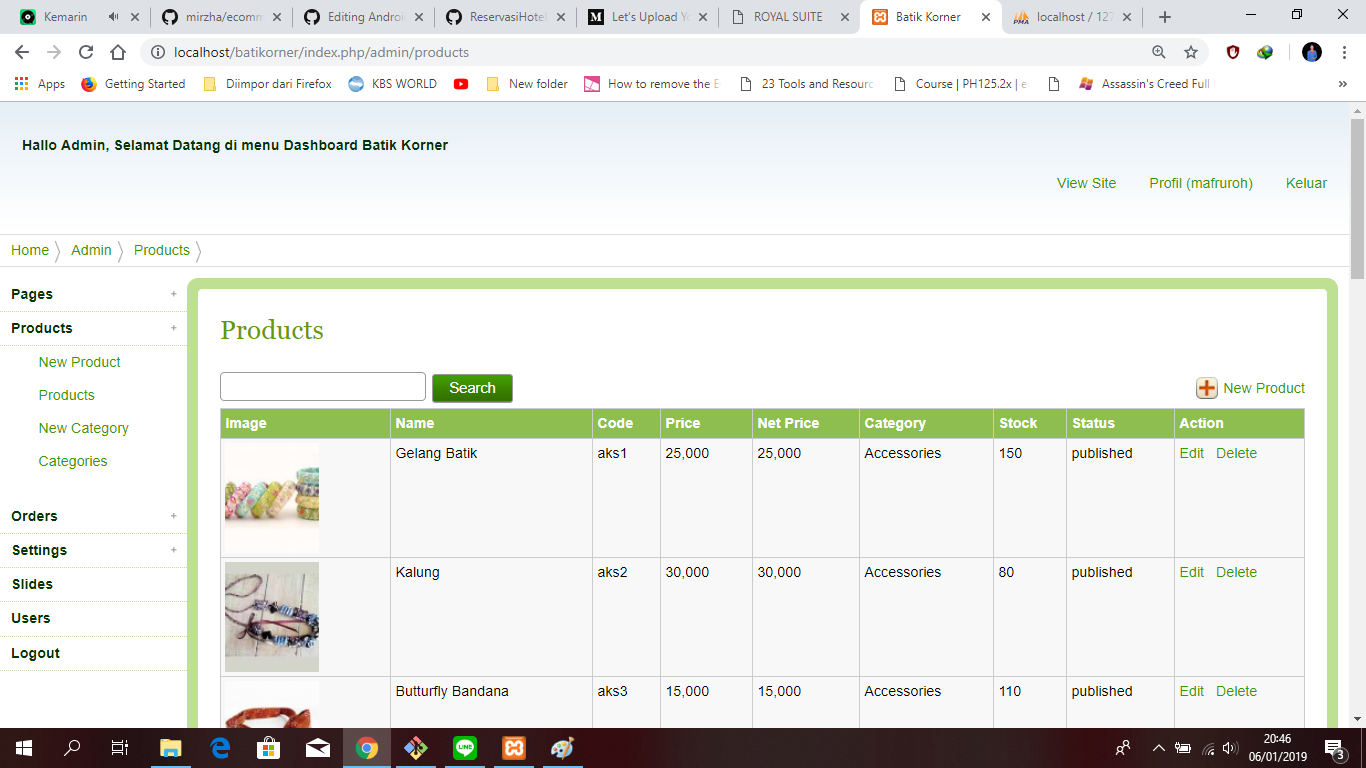 Kemarin
mirzha/ecomm
Editing Androi
ReservasiHotel
Let's Upload Yo
ROYAL SUITE
Batik Korner
localhost / 127
localhost/batikorner/index.php/admin/products
Apps
Getting Started
Diimpor dari Firefox
KBS WORLD
New folder
How to remove the E
23 Tools and Resourc
Course | PH125.2x | e
Assassin's Creed Full
Hallo Admin, Selamat Datang di menu Dashboard Batik Korner
View Site
Profil (mafruroh)
Keluar
Home
Admin
Products
Pages
Products
New Product
Products
New Category
Categories
Orders
Settings
Slides
Users
Logout
Products
Search
New Product
Image Name Code Price Net Price Category Stock Status Action
Gelang Batik aks1 25,000 25,000 Accessories 150 published Edit Delete
Kalung aks2 30,000 30,000 Accessories 80 published Edit Delete
Butturfly Bandana aks3 15,000 15,000 Accessories 110 published Edit Delete
LINE
20:46
06/01/2019
3